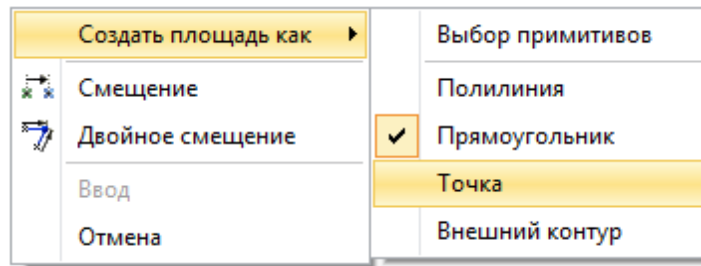 Создать площадь как
Смещение
Двойное смещение
Ввод
Отмена
Выбор примитивов
Полилиния
Прямоугольник
Точка
Внешний контур